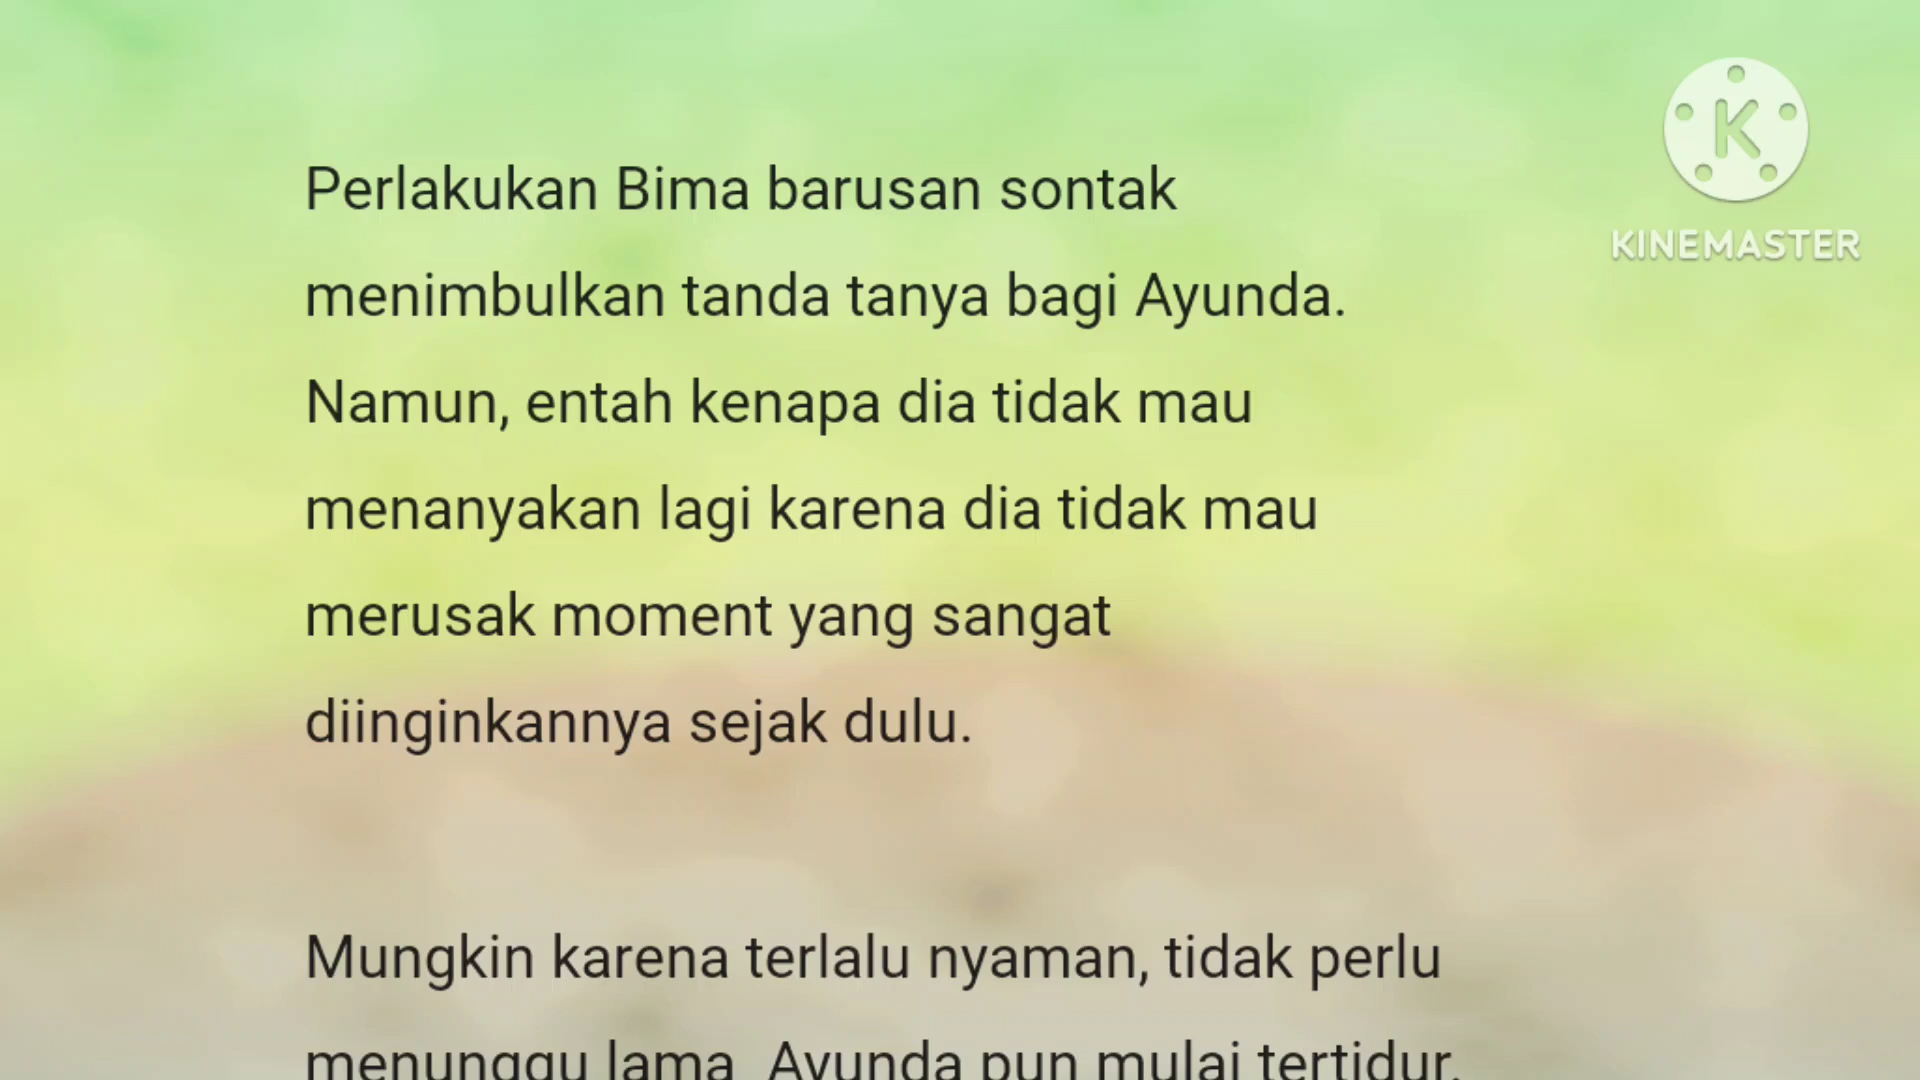 Perlakukan Bima barusan sontak
menimbulkan tanda tanya bagi Ayunda.
Namun, entah kenapa dia tidak mau
menanyakan lagi karena dia tidak mau
merusak moment yang sangat
diinginkannya sejak dulu.
Mungkin karena terlalu nyaman, tidak perlu
menunggu lama Ayunda pun mulai tertidur.
K
KINEMASTER